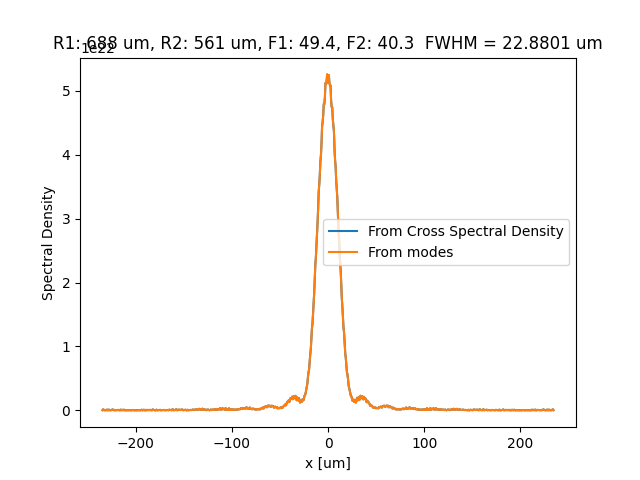 R1: 688 um, R2: 561 um, F1: 49.4, F2: 40.3  FWHM = 22.8801 um
1e22
5
4
3
2
1
0
Spectral Density
From Cross Spectral Density
From modes
−200
−100
0
100
200
x [um]